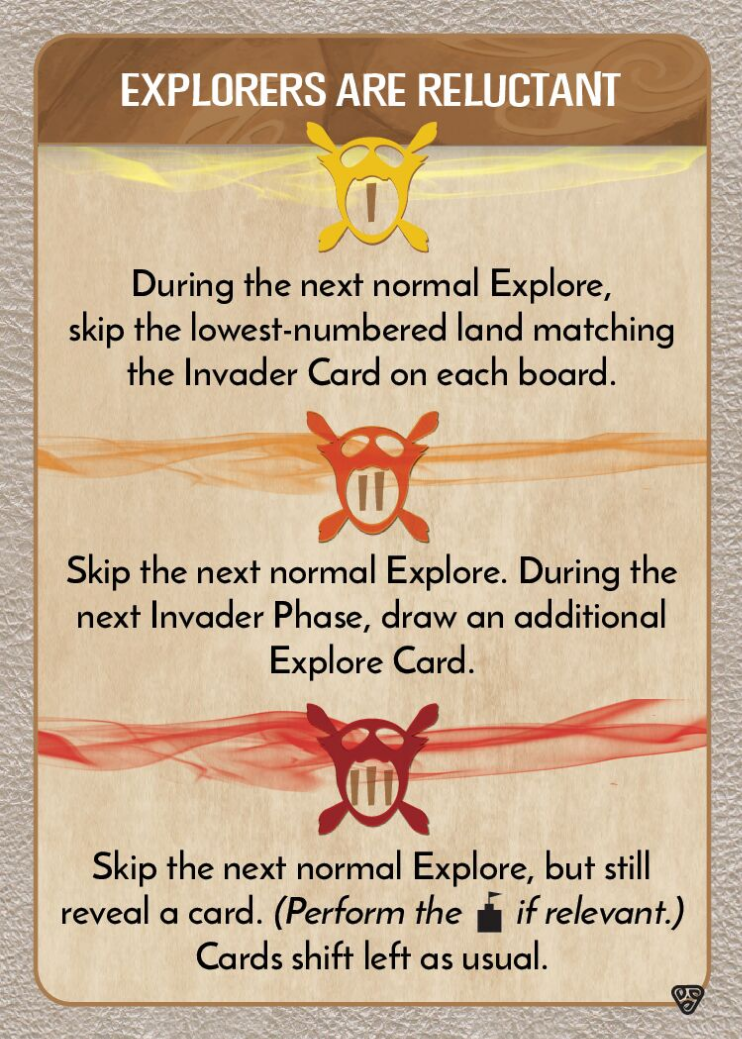 EXPLORERS ARE RELUCTANT
I
During the next normal Explore,
skip the lowest-numbered land matching
the Invader Card on each board.
II
Skip the next normal Explore. During the
next Invader Phase, draw an additional
Explore Card.
III
Skip the next normal Explore, but still
reveal a card. (Perform the if relevant.)
Cards shift left as usual.